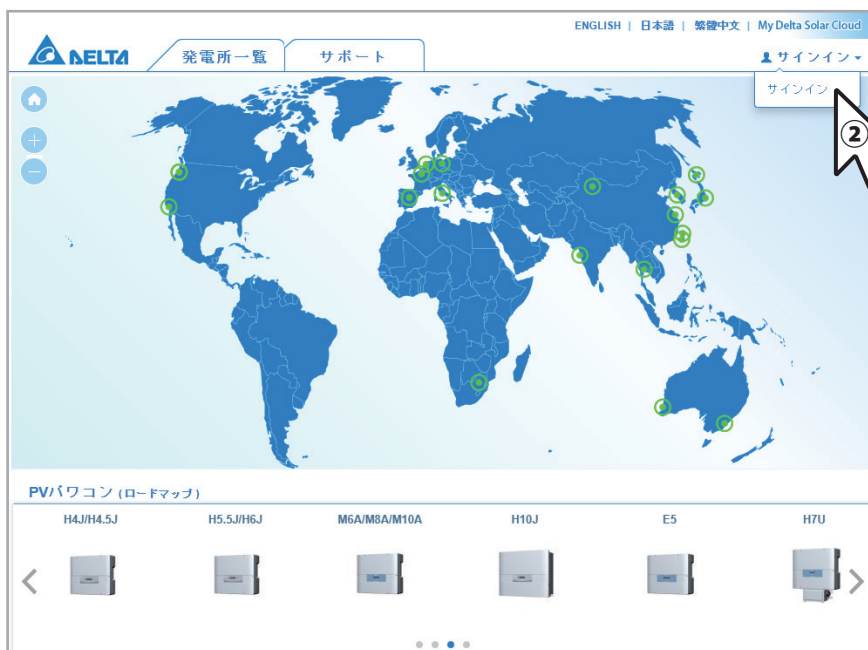 ENGLISH | 日本語 | 繁體中文 | My Delta Solar Cloud
DELTA
発電所一覧
サポート
サインイン
サインイン
②
PVパワコン (ロードマップ)
H4J/H4.5J
H5.5J/H6J
M6A/M8A/M10A
H10J
E5
H7U